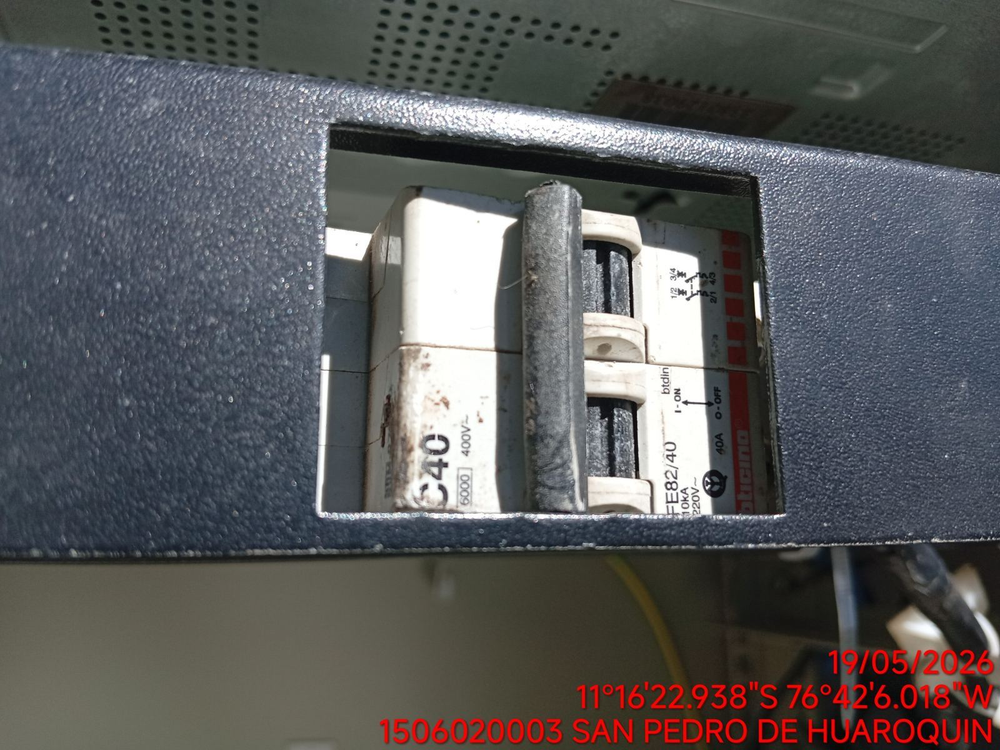 C40
6000 400V~
FE82/40
10kA
220V~
btdin
I-ON
O-OFF
40A
bticino®
1/2 3/4
2/1 4/3
19/05/2026
11°16'22.938"S 76°42'6.018"W
1506020003 SAN PEDRO DE HUAROQUIN